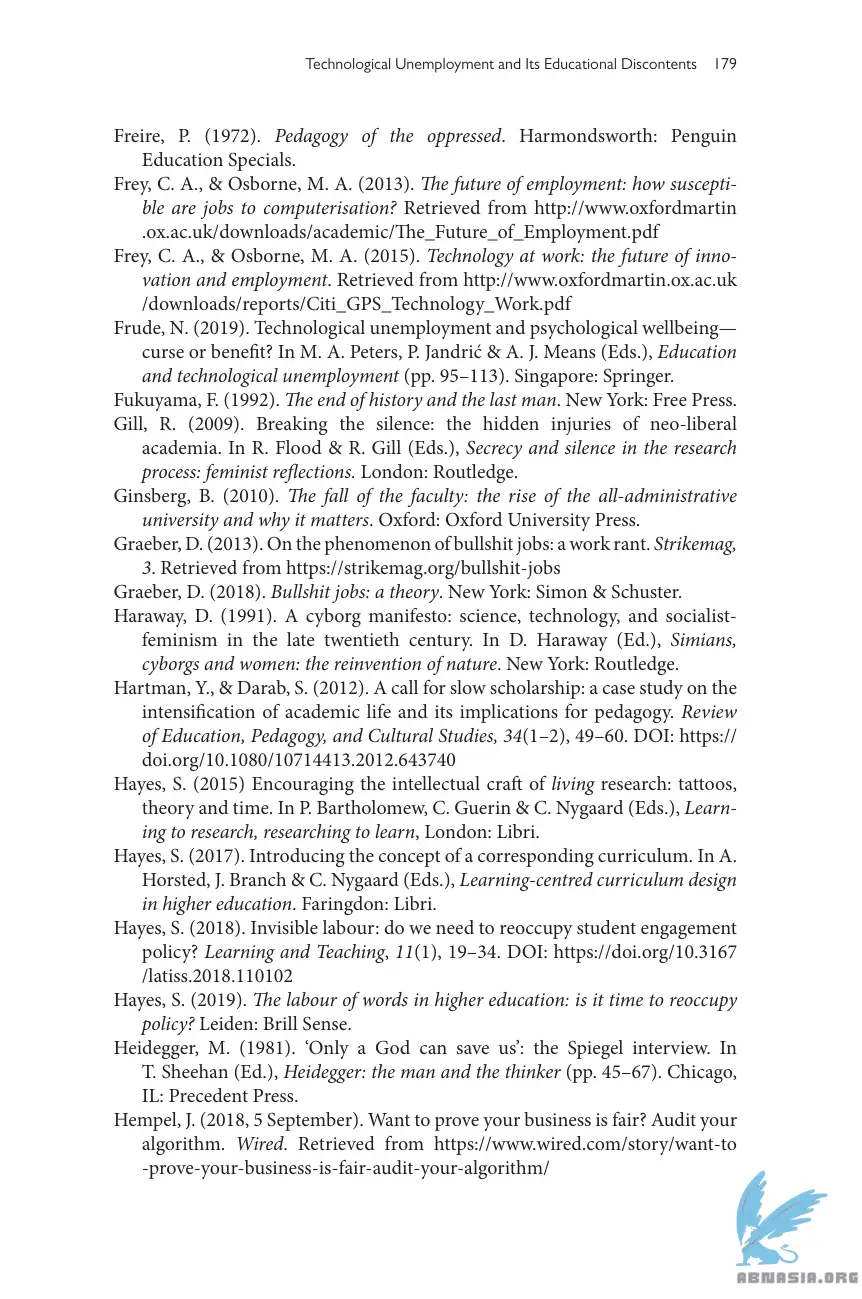 Technological Unemployment and Its Educational Discontents 179
Freire, P. (1972). Pedagogy of the oppressed. Harmondsworth: Penguin
Education Specials.
Frey, C. A., & Osborne, M. A. (2013). The future of employment: how suscepti-
ble are jobs to computerisation? Retrieved from http://www.oxfordmartin
.ox.ac.uk/downloads/academic/The_Future_of_Employment.pdf
Frey, C. A., & Osborne, M. A. (2015). Technology at work: the future of inno-
vation and employment. Retrieved from http://www.oxfordmartin.ox.ac.uk
/downloads/reports/Citi_GPS_Technology_Work.pdf
Frude, N. (2019). Technological unemployment and psychological wellbeing—
curse or benefit? In M. A. Peters, P. Jandrić & A. J. Means (Eds.), Education
and technological unemployment (pp. 95–113). Singapore: Springer.
Fukuyama, F. (1992). The end of history and the last man. New York: Free Press.
Gill, R. (2009). Breaking the silence: the hidden injuries of neo-liberal
academia. In R. Flood & R. Gill (Eds.), Secrecy and silence in the research
process: feminist reflections. London: Routledge.
Ginsberg, B. (2010). The fall of the faculty: the rise of the all-administrative
university and why it matters. Oxford: Oxford University Press.
Graeber, D. (2013). On the phenomenon of bullshit jobs: a work rant. Strikemag,
3. Retrieved from https://strikemag.org/bullshit-jobs
Graeber, D. (2018). Bullshit jobs: a theory. New York: Simon & Schuster.
Haraway, D. (1991). A cyborg manifesto: science, technology, and socialist-
feminism in the late twentieth century. In D. Haraway (Ed.), Simians,
cyborgs and women: the reinvention of nature. New York: Routledge.
Hartman, Y., & Darab, S. (2012). A call for slow scholarship: a case study on the
intensification of academic life and its implications for pedagogy. Review
of Education, Pedagogy, and Cultural Studies, 34(1–2), 49–60. DOI: https://
doi.org/10.1080/10714413.2012.643740
Hayes, S. (2015) Encouraging the intellectual craft of living research: tattoos,
theory and time. In P. Bartholomew, C. Guerin & C. Nygaard (Eds.), Learn-
ing to research, researching to learn, London: Libri.
Hayes, S. (2017). Introducing the concept of a corresponding curriculum. In A.
Horsted, J. Branch & C. Nygaard (Eds.), Learning-centred curriculum design
in higher education. Faringdon: Libri.
Hayes, S. (2018). Invisible labour: do we need to reoccupy student engagement
policy? Learning and Teaching, 11(1), 19–34. DOI: https://doi.org/10.3167
/latiss.2018.110102
Hayes, S. (2019). The labour of words in higher education: is it time to reoccupy
policy? Leiden: Brill Sense.
Heidegger, M. (1981). ‘Only a God can save us’: the Spiegel interview. In
T. Sheehan (Ed.), Heidegger: the man and the thinker (pp. 45–67). Chicago,
IL: Precedent Press.
Hempel, J. (2018, 5 September). Want to prove your business is fair? Audit your
algorithm. Wired. Retrieved from https://www.wired.com/story/want-to
-prove-your-business-is-fair-audit-your-algorithm/
ABNASIA.ORG